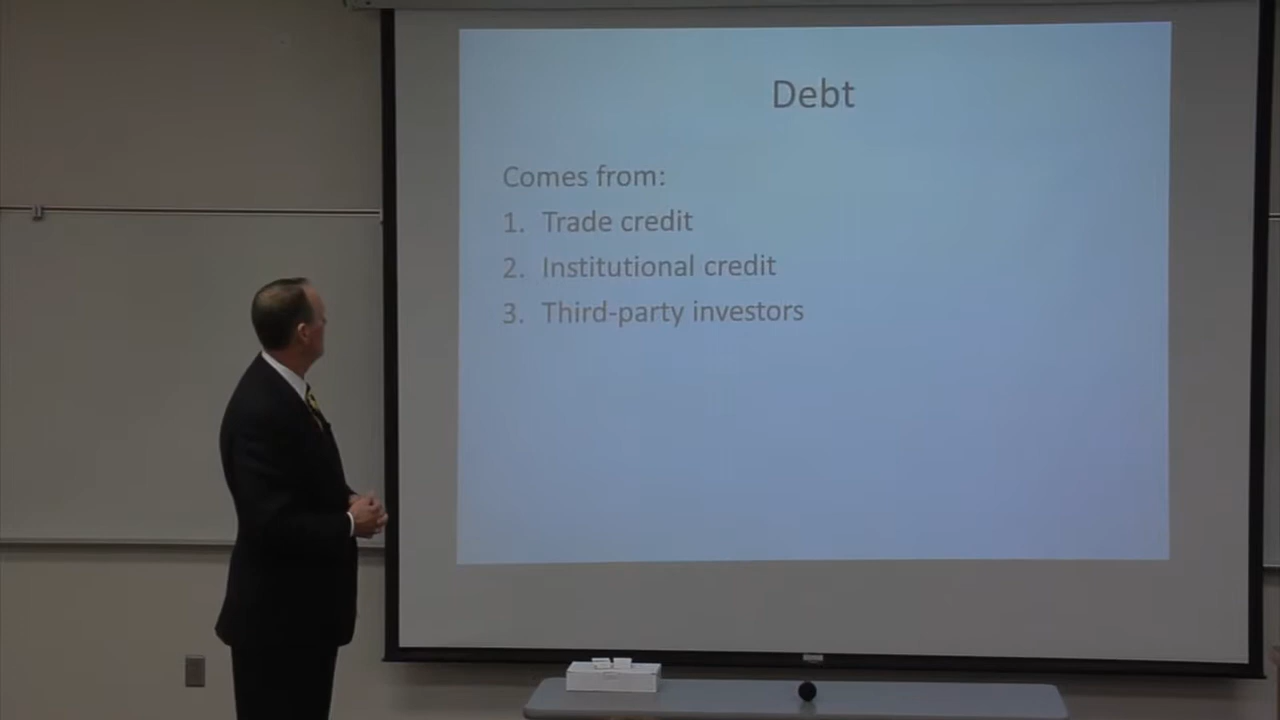 Debt
Comes from:
1. Trade credit
2. Institutional credit
3. Third-party investors